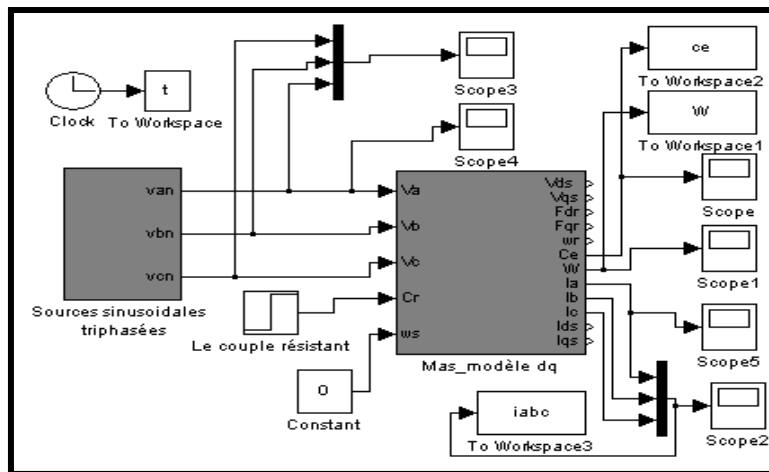 ce
To Workspace2
t
Clock
To Workspace
Scope3
W
To Workspace1
Scope4
van
vbn
vcn
Sources sinusoidales
triphasées
Va
Vb
Vc
Cr
ws
Vds
Vqs
Fdr
Fqr
wr
Ce
W
Ia
Ib
Ic
Ids
Iqs
Mas_modèle dq
Scope
Scope1
Scope5
Le couple résistant
0
Constant
iabc
To Workspace3
Scope2